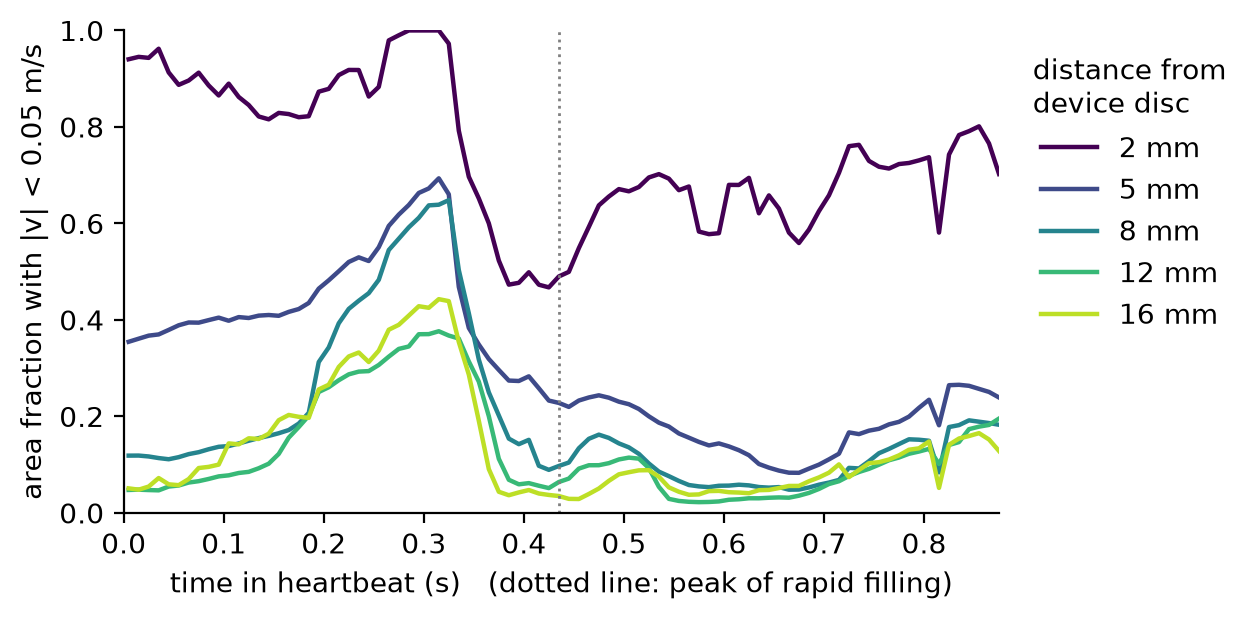 area fraction with |v| < 0.05 m/s
1.0
0.8
0.6
0.4
0.2
0.0
0.0 0.1 0.2 0.3 0.4 0.5 0.6 0.7 0.8
time in heartbeat (s) (dotted line: peak of rapid filling)
distance from
device disc
2 mm
5 mm
8 mm
12 mm
16 mm